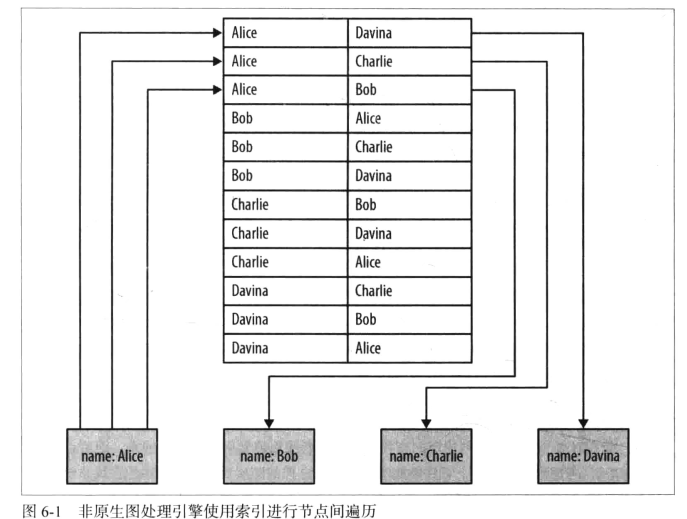 Alice Davina
Alice Charlie
Alice Bob
Bob Alice
Bob Charlie
Bob Davina
Charlie Bob
Charlie Davina
Charlie Alice
Davina Charlie
Davina Bob
Davina Alice
name: Alice name: Bob name: Charlie name: Davina
图 6-1 非原生图处理引擎使用索引进行节点间遍历